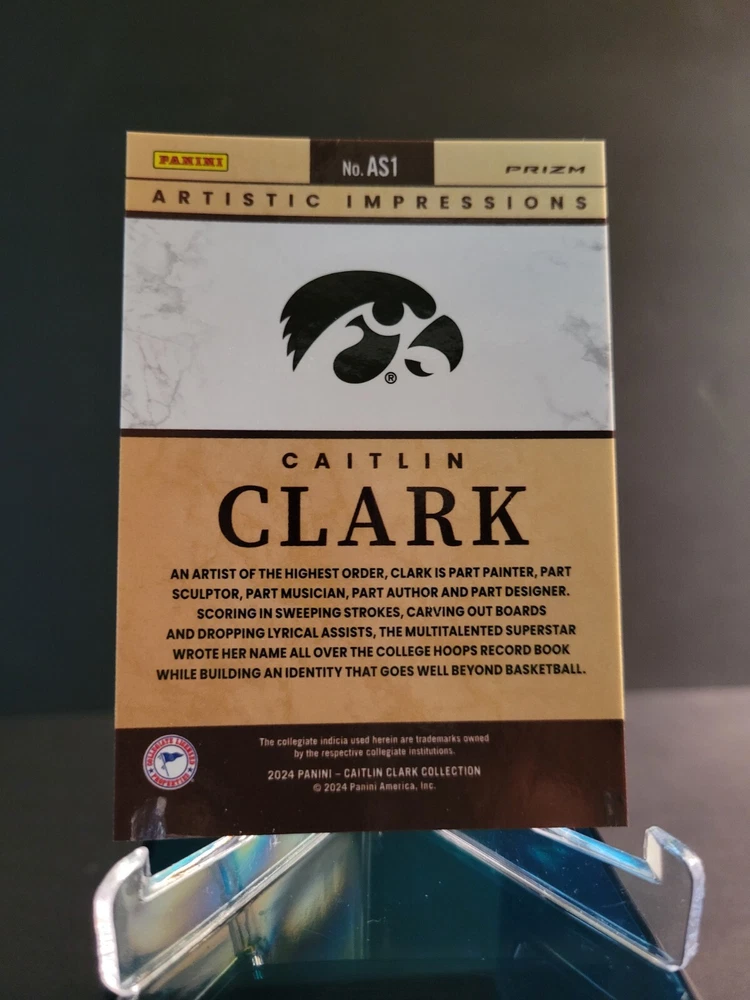 PANINI
No. AS1
PRIZM
ARTISTIC IMPRESSIONS
®
CAITLIN
CLARK
AN ARTIST OF THE HIGHEST ORDER, CLARK IS PART PAINTER, PART
SCULPTOR, PART MUSICIAN, PART AUTHOR AND PART DESIGNER.
SCORING IN SWEEPING STROKES, CARVING OUT BOARDS
AND DROPPING LYRICAL ASSISTS, THE MULTITALENTED SUPERSTAR
WROTE HER NAME ALL OVER THE COLLEGE HOOPS RECORD BOOK
WHILE BUILDING AN IDENTITY THAT GOES WELL BEYOND BASKETBALL.
The collegiate indicia used herein are trademarks owned
by the respective collegiate institutions.
2024 PANINI – CAITLIN CLARK COLLECTION
© 2024 Panini America, Inc.